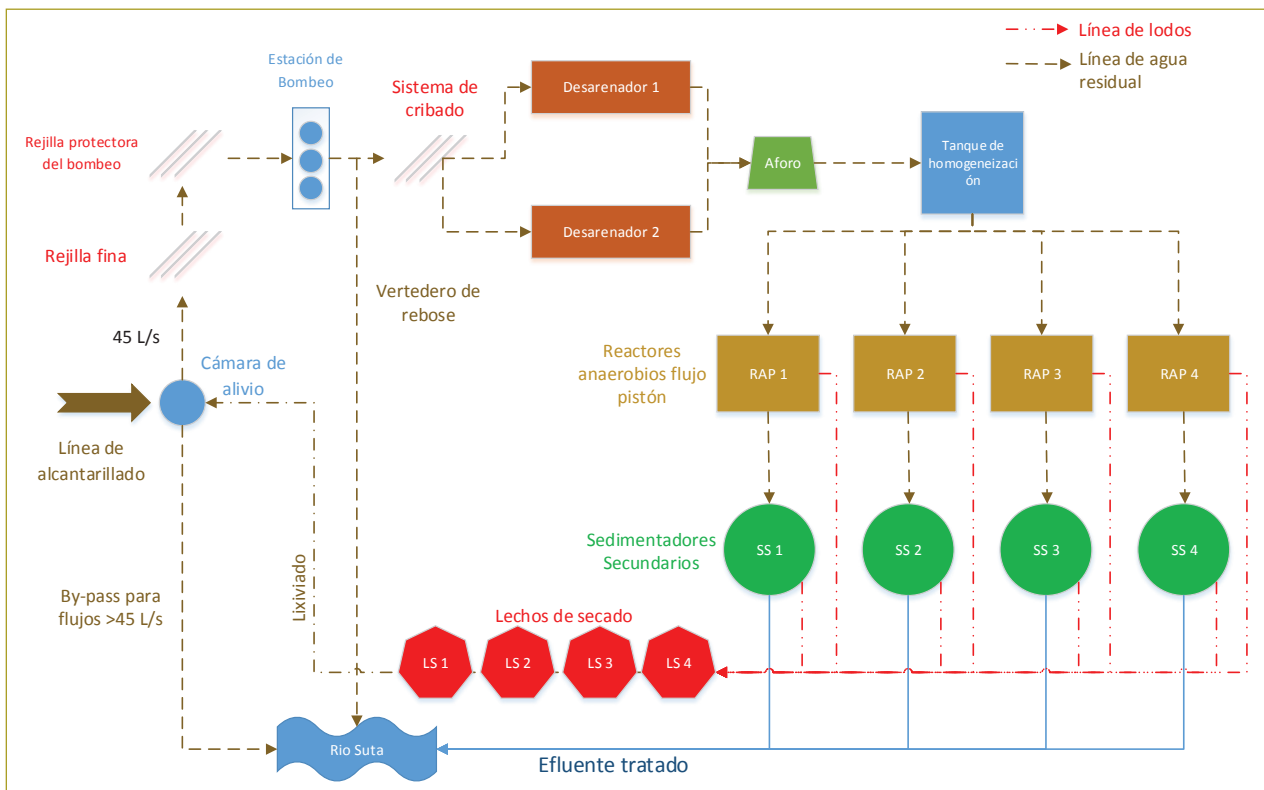 Línea de lodos
Línea de agua
residual
Estación de
Bombeo
Sistema de
cribado
Desarenador 1
Rejilla protectora
del bombeo
Aforo
Tanque de
homogeneizac
ión
Desarenador 2
Rejilla fina
Vertedero de
rebose
45 L/s
Cámara de
alivio
Reactores
anaerobios flujo
pistón
RAP 1
RAP 2
RAP 3
RAP 4
Línea de
alcantarillado
Sedimentadores
Secundarios
SS 1
SS 2
SS 3
SS 4
Lixiviado
By-pass para
flujos >45 L/s
Lechos de secado
LS 1
LS 2
LS 3
LS 4
Rio Suta
Efluente tratado